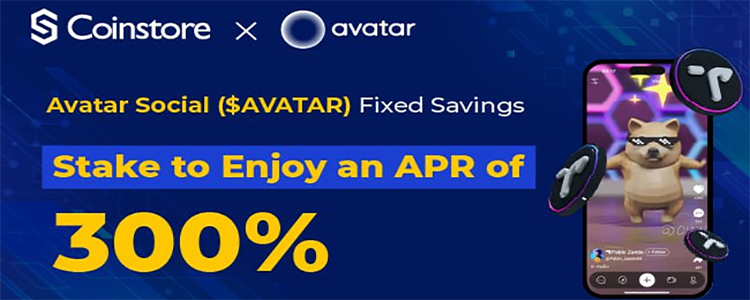 Coinstore × avatar
Avatar Social ($AVATAR) Fixed Savings
Stake to Enjoy an APR of
300%